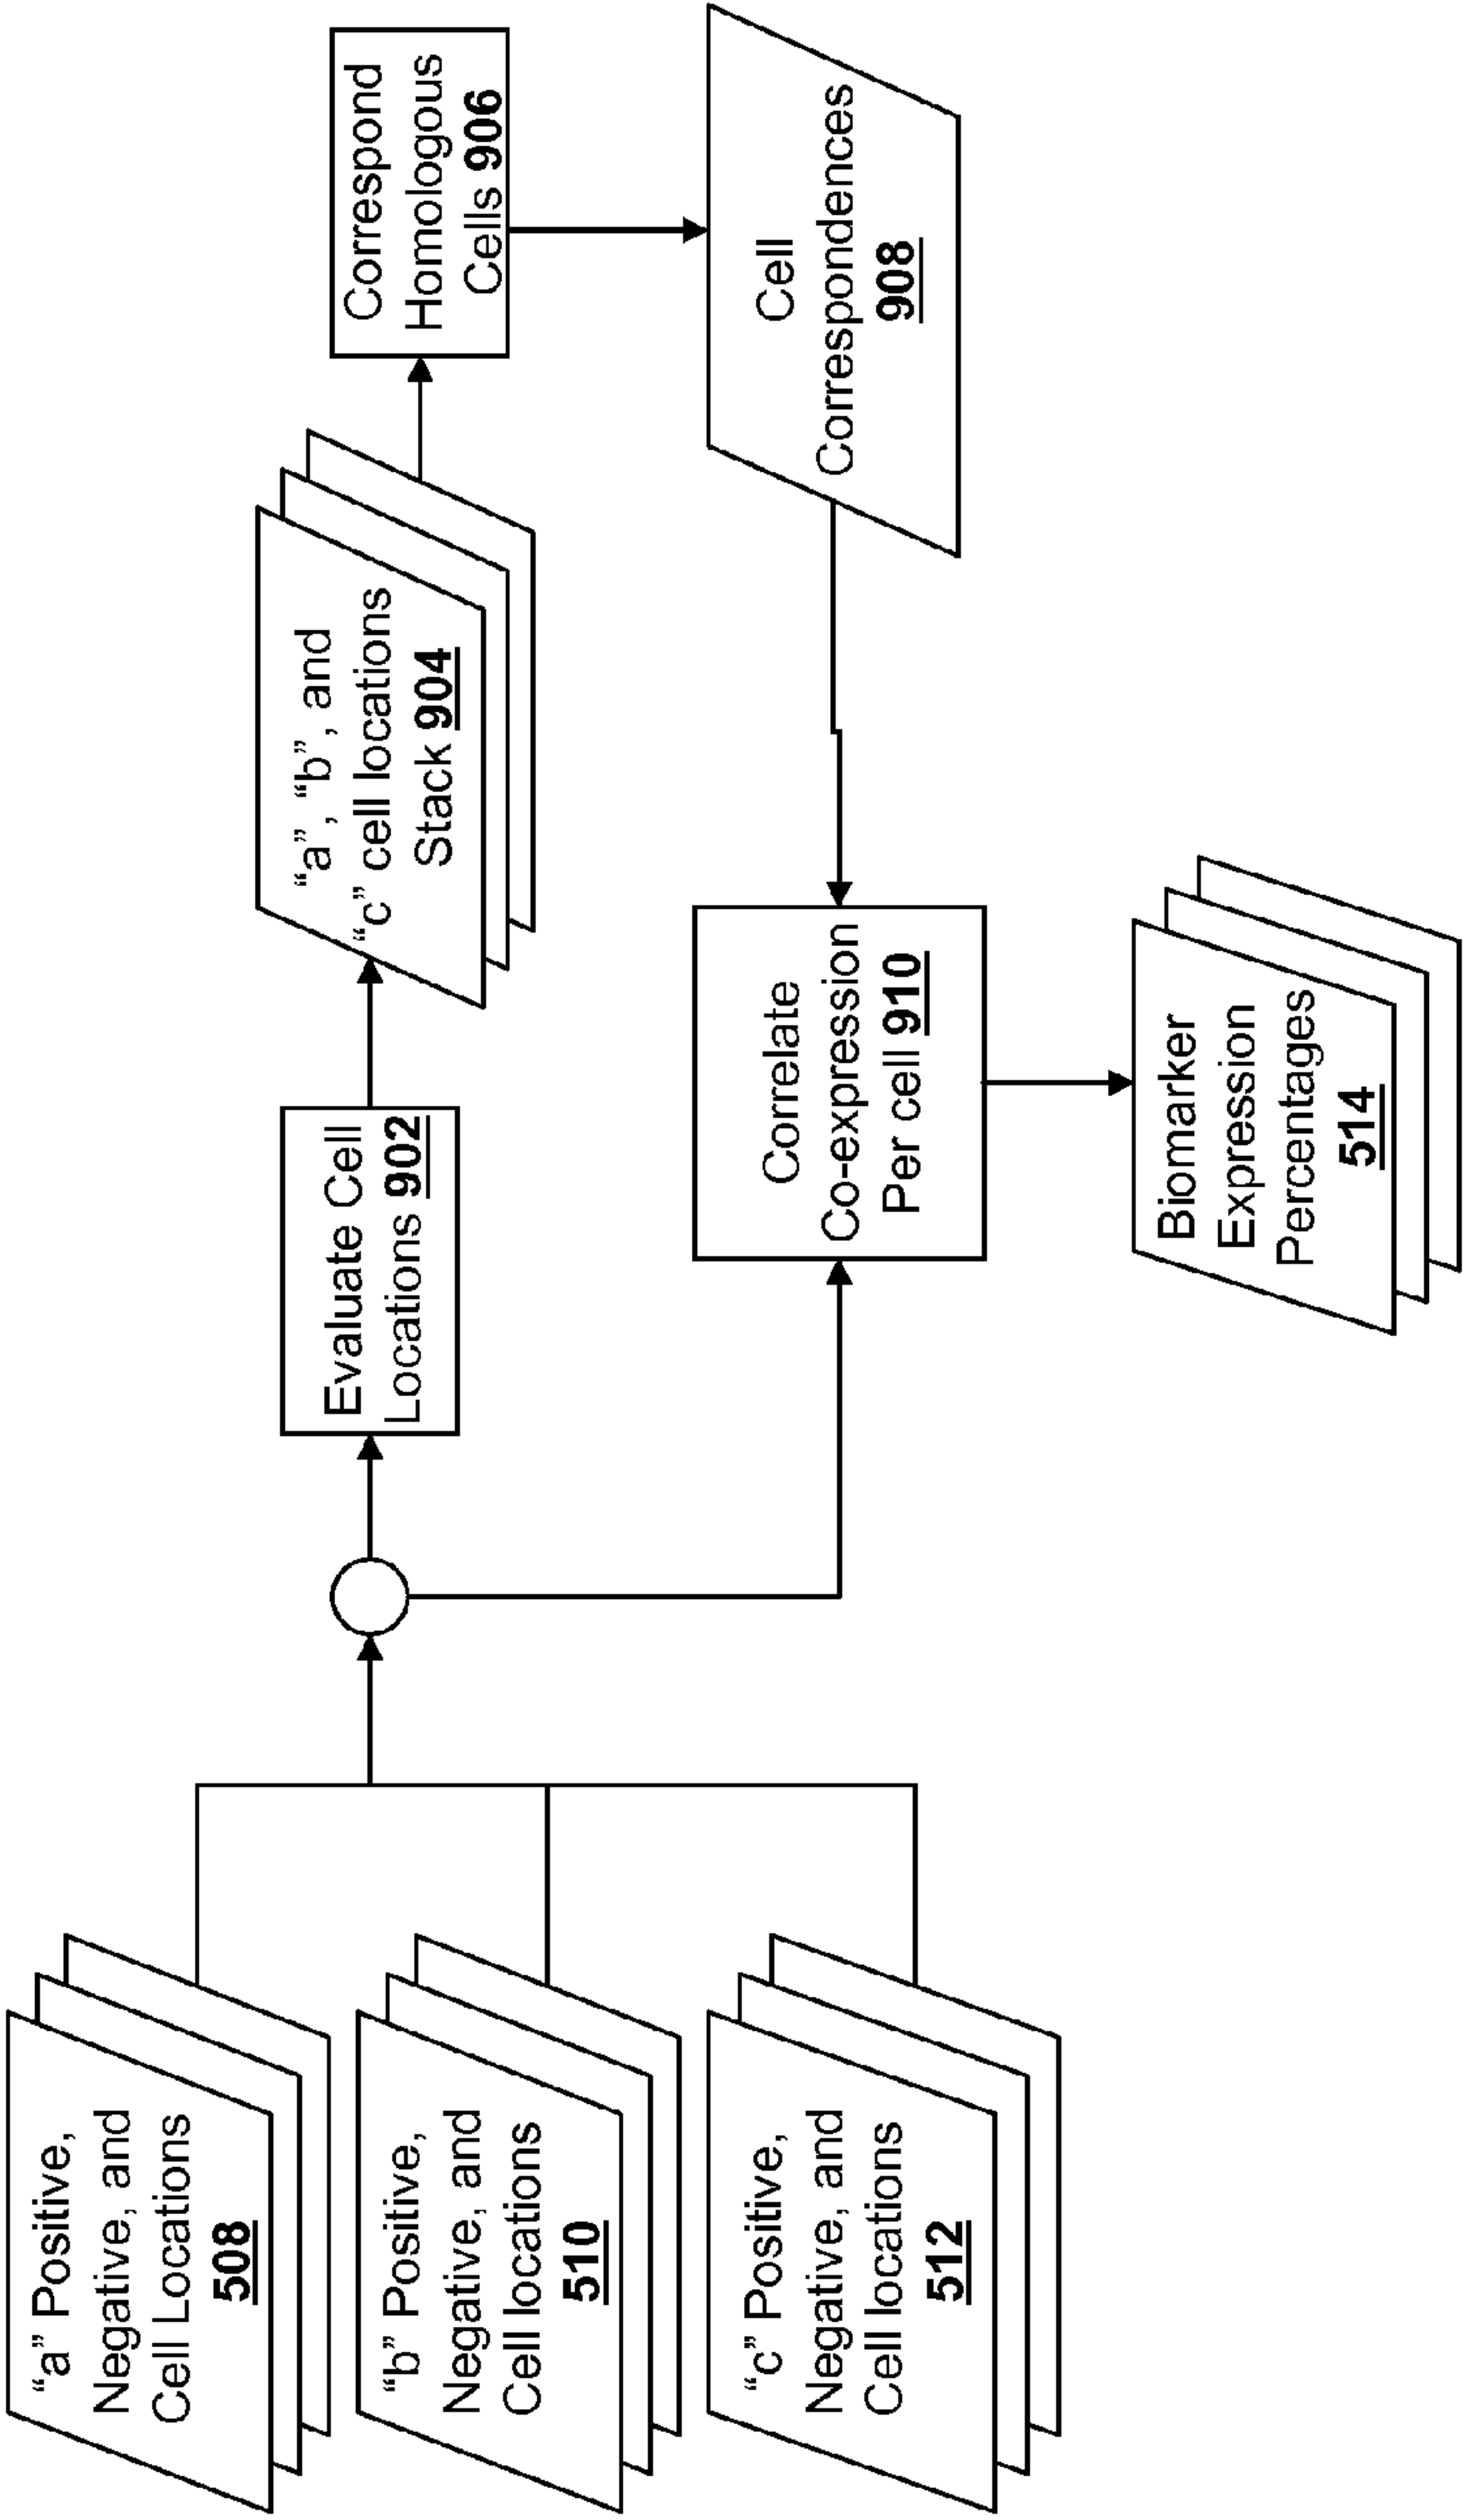 “a” Positive,
Negative, and
Cell Locations
508
“b” Positive,
Negative, and
Cell locations
510
“c” Positive,
Negative, and
Cell locations
512
Evaluate Cell
Locations 902
“a”, “b”, and
“c” cell locations
Stack 904
Correspond
Homologous
Cells 906
Cell
Correspondences
908
Correlate
Co-expression
Per cell 910
Biomarker
Expression
Percentages
514